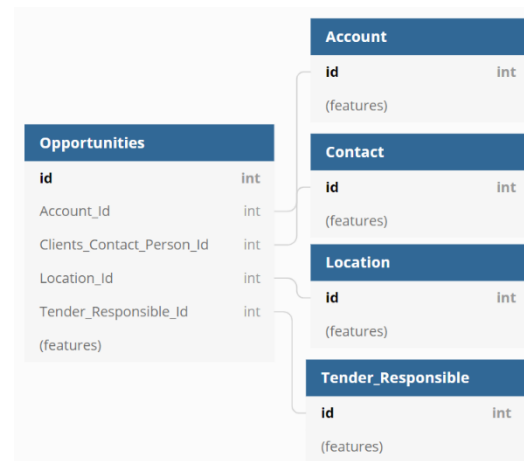 Opportunities
id int
Account_Id int
Clients_Contact_Person_Id int
Location_Id int
Tender_Responsible_Id int
(features)
Account
id int
(features)
Contact
id int
(features)
Location
id int
(features)
Tender_Responsible
id int
(features)